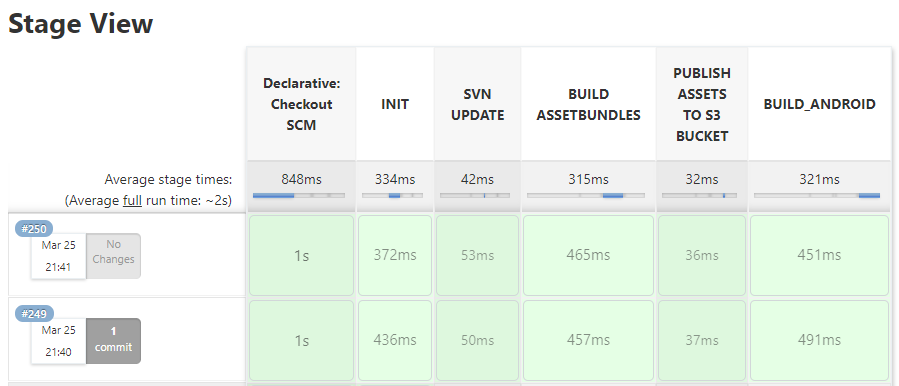 Stage View
Declarative:
Checkout
SCM
INIT
SVN
UPDATE
BUILD
ASSETBUNDLES
PUBLISH
ASSETS
TO S3
BUCKET
BUILD_ANDROID
Average stage times:
(Average full run time: ~2s)
848ms
334ms
42ms
315ms
32ms
321ms
#250
Mar 25
21:41
No
Changes
1s
372ms
53ms
465ms
36ms
451ms
#249
Mar 25
21:40
1
commit
1s
436ms
50ms
457ms
37ms
491ms